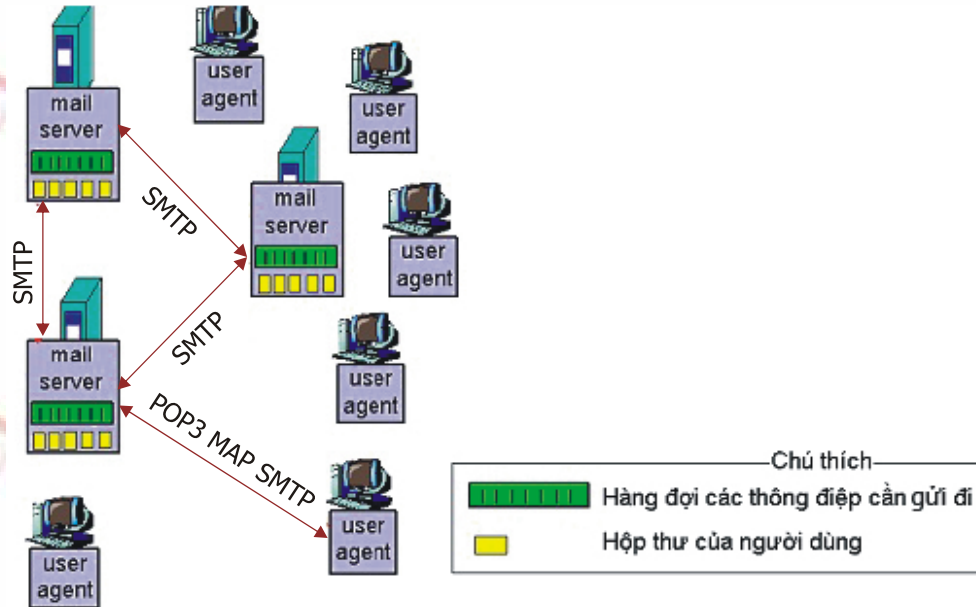 user
agent
user
agent
mail
server
mail
server
SMTP
user
agent
SMTP
mail
server
SMTP
user
agent
POP3 MAP SMTP
user
agent
user
agent
Chú thích
Hàng đợi các thông điệp cần gửi đi
Hộp thư của người dùng